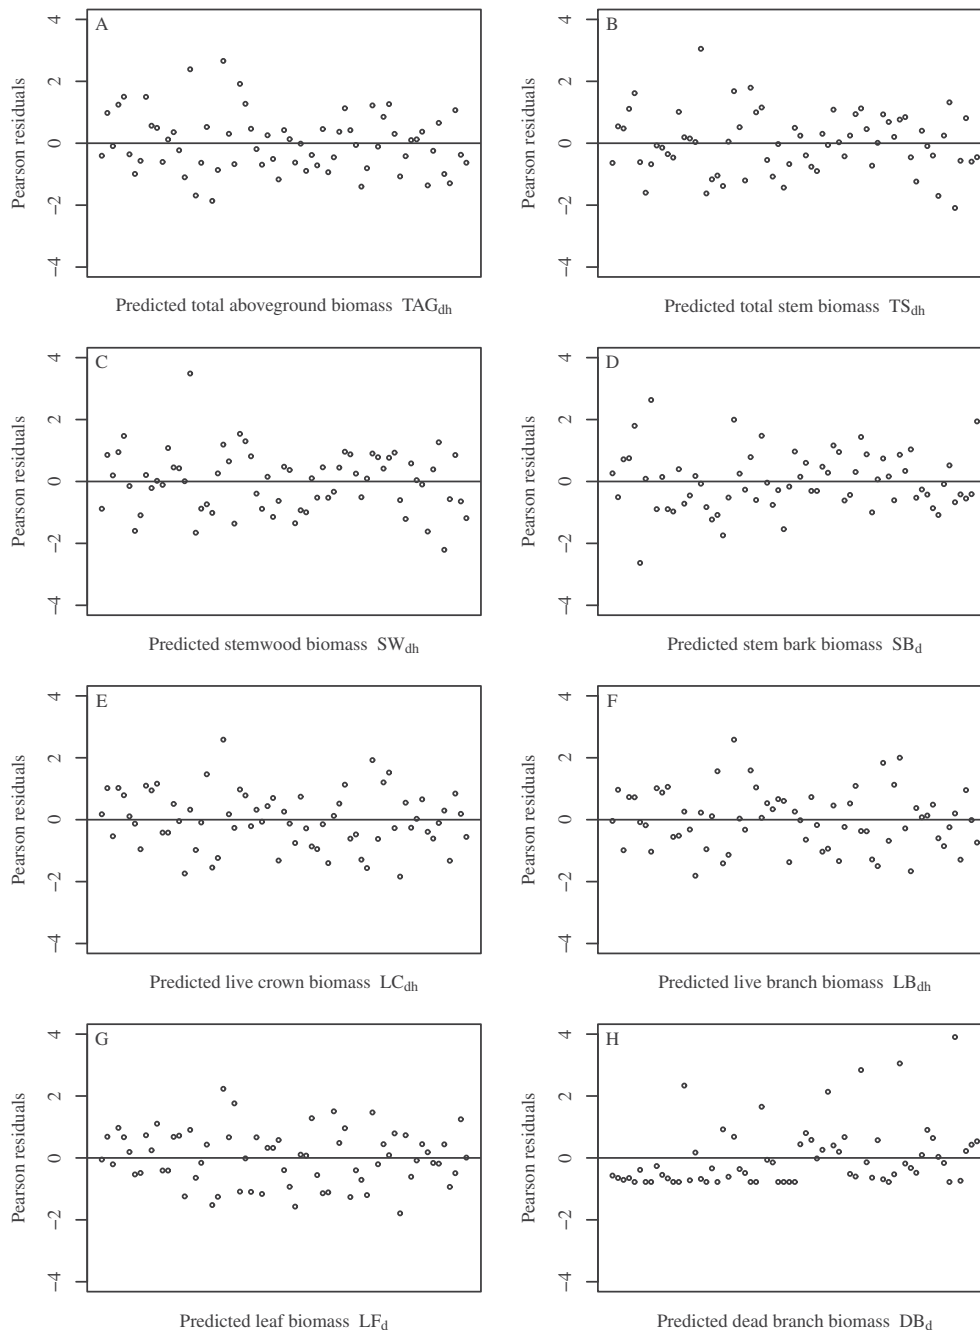 A
B
4
2
0
−2
−4
Pearson residuals
4
2
0
−2
−4
Pearson residuals
Predicted total aboveground biomass TAGdh
Predicted total stem biomass TSdh
C
D
4
2
0
−2
−4
Pearson residuals
4
2
0
−2
−4
Pearson residuals
Predicted stemwood biomass SWdh
Predicted stem bark biomass SBd
E
F
4
2
0
−2
−4
Pearson residuals
4
2
0
−2
−4
Pearson residuals
Predicted live crown biomass LCdh
Predicted live branch biomass LBdh
G
H
4
2
0
−2
−4
Pearson residuals
4
2
0
−2
−4
Pearson residuals
Predicted leaf biomass LFd
Predicted dead branch biomass DBd